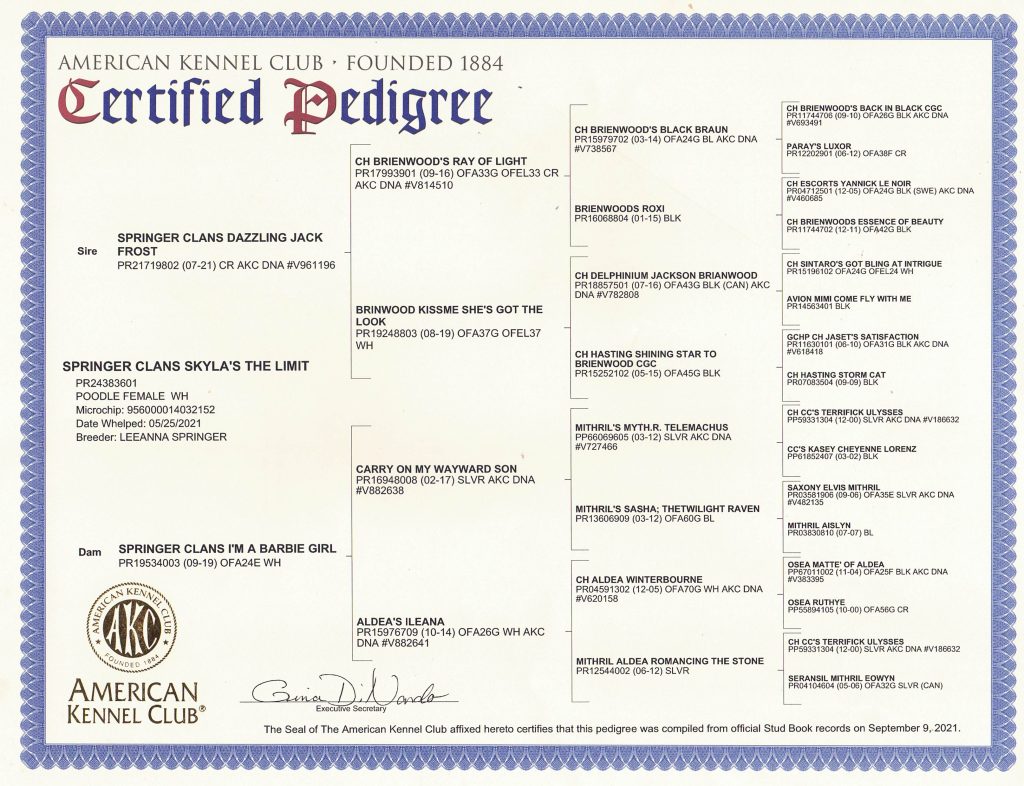 AMERICAN KENNEL CLUB · FOUNDED 1884
Certified Pedigree
Sire
SPRINGER CLANS DAZZLING JACK
FROST
PR21719802 (07-21) CR AKC DNA #V961196
SPRINGER CLANS SKYLA'S THE LIMIT
PR24383601
POODLE FEMALE WH
Microchip: 956000014032152
Date Whelped: 05/25/2021
Breeder: LEEANNA SPRINGER
Dam
SPRINGER CLANS I'M A BARBIE GIRL
PR19534003 (09-19) OFA24E WH
CH BRIENWOOD'S RAY OF LIGHT
PR17993901 (09-16) OFA33G OFEL33 CR
AKC DNA #V814510
BRINWOOD KISSME SHE'S GOT THE
LOOK
PR19248803 (08-19) OFA37G OFEL37
WH
CARRY ON MY WAYWARD SON
PR16948008 (02-17) SLVR AKC DNA
#V882638
ALDEA'S ILEANA
PR15976709 (10-14) OFA26G WH AKC
DNA #V882641
CH BRIENWOOD'S BLACK BRAUN
PR15979702 (03-14) OFA24G BL AKC DNA
#V738567
BRIENWOODS ROXI
PR16068804 (01-15) BLK
CH DELPHINIUM JACKSON BRIANWOOD
PR18857501 (07-16) OFA43G BLK (CAN) AKC
DNA #V782808
CH HASTING SHINING STAR TO
BRIENWOOD CGC
PR15252102 (05-15) OFA45G BLK
MITHRIL'S MYTH.R. TELEMACHUS
PP66069605 (03-12) SLVR AKC DNA
#V727466
MITHRIL'S SASHA; THETWILIGHT RAVEN
PR13606909 (03-12) OFA60G BL
CH ALDEA WINTERBOURNE
PR04591302 (12-05) OFA70G WH AKC DNA
#V620158
MITHRIL ALDEA ROMANCING THE STONE
PR12544002 (06-12) SLVR
CH BRIENWOOD'S BACK IN BLACK CGC
PR11744706 (09-10) OFA26G BLK AKC DNA
#V693491
PARAY'S LUXOR
PR12202901 (06-12) OFA38F CR
CH ESCORTS YANNICK LE NOIR
PR04712501 (12-05) OFA24G BLK (SWE) AKC DNA
#V460685
CH BRIENWOODS ESSENCE OF BEAUTY
PR11744702 (12-11) OFA42G BLK
CH SINTARO'S GOT BLING AT INTRIGUE
PR15196102 OFA24G OFEL24 WH
AVION MIMI COME FLY WITH ME
PR14563401 BLK
GCHP CH JASET'S SATISFACTION
PR11630101 (06-10) OFA31G BLK AKC DNA
#V618418
CH HASTING STORM CAT
PR07083504 (09-09) BLK
CH CC'S TERRIFICK ULYSSES
PP59331304 (12-00) SLVR AKC DNA #V186632
CC'S KASEY CHEYENNE LORENZ
PP61852407 (03-02) BLK
SAXONY ELVIS MITHRIL
PR03581906 (09-06) OFA35E SLVR AKC DNA
#V482135
MITHRIL AISLYN
PR03830810 (07-07) BL
OSEA MATTE' OF ALDEA
PP67011002 (11-04) OFA25F BLK AKC DNA
#V383395
OSEA RUTHYE
PP55894105 (10-00) OFA56G CR
CH CC'S TERRIFICK ULYSSES
PP59331304 (12-00) SLVR AKC DNA #V186632
SERANSIL MITHRIL EOWYN
PR04104604 (05-06) OFA32G SLVR (CAN)
AMERICAN KENNEL CLUB
AKC
FOUNDED 1884
AMERICAN
KENNEL CLUB®
Gina DiNardo
Executive Secretary
The Seal of The American Kennel Club affixed hereto certifies that this pedigree was compiled from official Stud Book records on September 9, 2021.